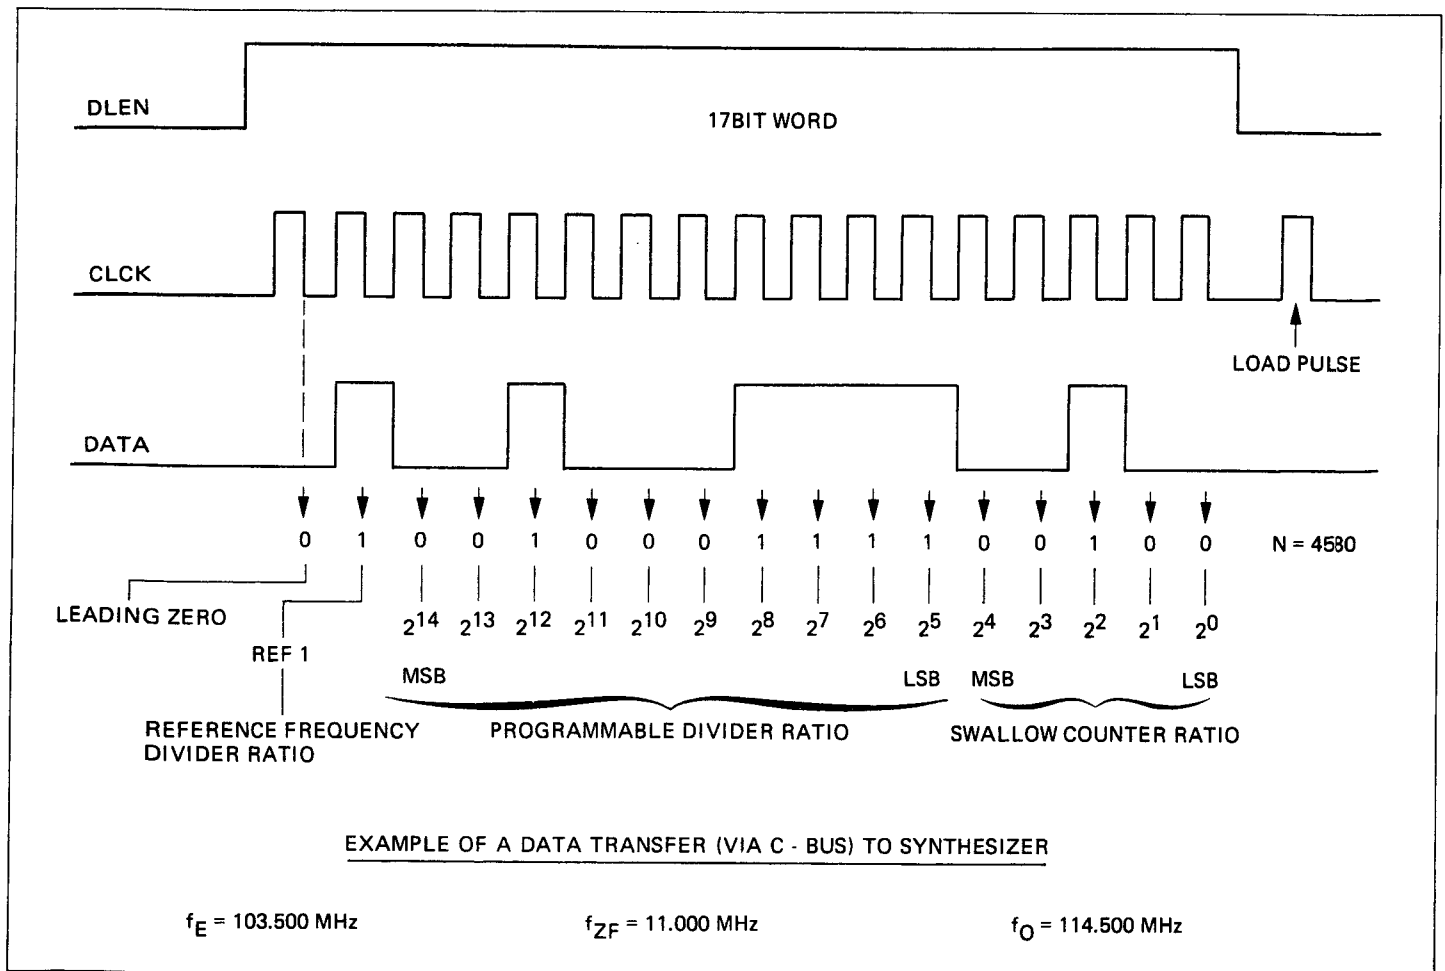 DLEN
17BIT WORD
CLCK
LOAD PULSE
DATA
0 1 0 0 1 0 0 0 1 1 1 1 0 0 1 0 0 N = 4580
LEADING ZERO
2^14 2^13 2^12 2^11 2^10 2^9 2^8 2^7 2^6 2^5 2^4 2^3 2^2 2^1 2^0
REF 1
MSB LSB MSB LSB
REFERENCE FREQUENCY
DIVIDER RATIO
PROGRAMMABLE DIVIDER RATIO
SWALLOW COUNTER RATIO
EXAMPLE OF A DATA TRANSFER (VIA C - BUS) TO SYNTHESIZER
f_E = 103.500 MHz f_ZF = 11.000 MHz f_O = 114.500 MHz